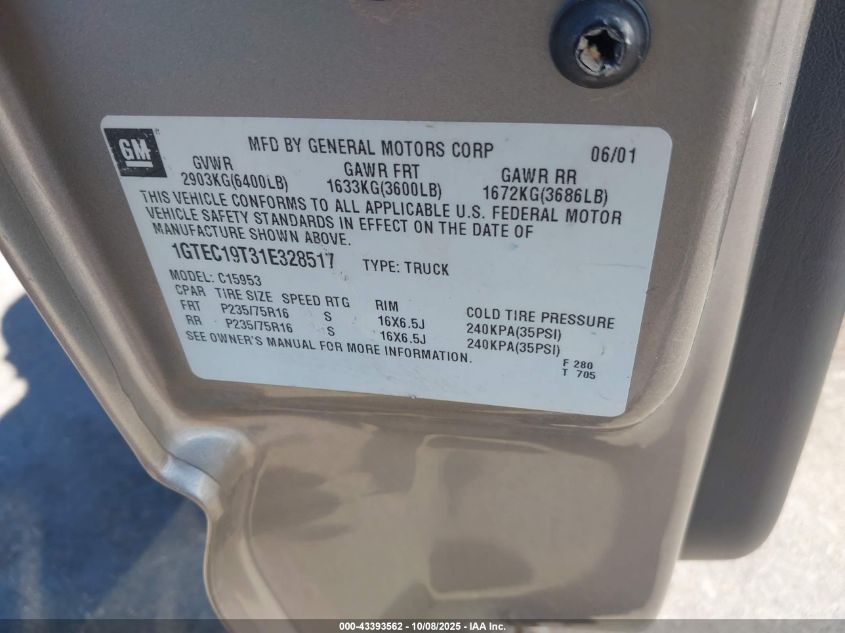 GM
MFD BY GENERAL MOTORS CORP 06/01
GVWR GAWR FRT GAWR RR
2903KG(6400LB) 1633KG(3600LB) 1672KG(3686LB)
THIS VEHICLE CONFORMS TO ALL APPLICABLE U.S. FEDERAL MOTOR
VEHICLE SAFETY STANDARDS IN EFFECT ON THE DATE OF
MANUFACTURE SHOWN ABOVE.
1GTEC19T31E328517 TYPE: TRUCK
MODEL: C15953
CPAR TIRE SIZE SPEED RTG RIM COLD TIRE PRESSURE
FRT P235/75R16 S 16X6.5J 240KPA(35PSI)
RR P235/75R16 S 16X6.5J 240KPA(35PSI)
SEE OWNER'S MANUAL FOR MORE INFORMATION.
F 280
T 705
000-43393562 - 10/08/2025 - IAA Inc.